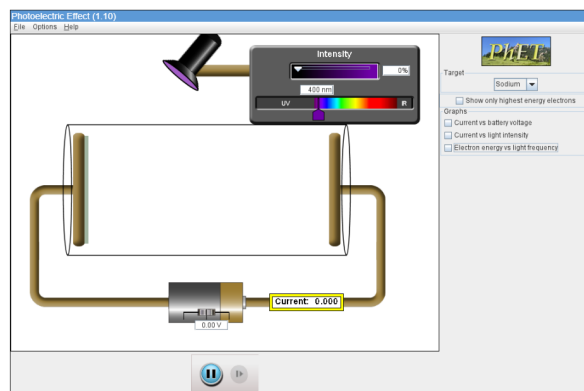 Photoelectric Effect (1.10)
File Options Help
Intensity
0%
400 nm
UV
IR
PhET
Target
Sodium
Show only highest energy electrons
Graphs
Current vs battery voltage
Current vs light intensity
Electron energy vs light frequency
Current: 0.000
0.00 V